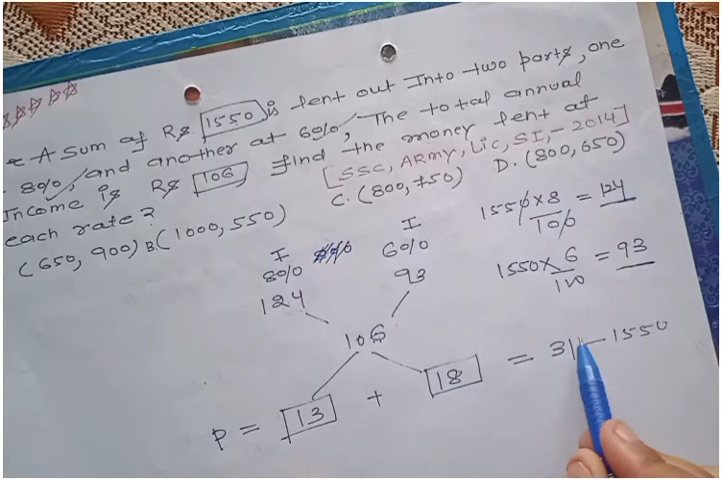 A Sum of Rs. 1550 is lent out Into two parts, one
8%, and another at 6%, The total annual
Income is Rs 106, find the money lent at
each rate? [SSC, ARMY, Lic, SI, - 2014]
(650, 900) B (1000, 550) C. (800, 750) D. (800, 650)
I I
8% 6%
124 93
106
P = 13 + 18 = 31 - 1550
1550 x 8 / 100 = 124
1550 x 6 / 100 = 93